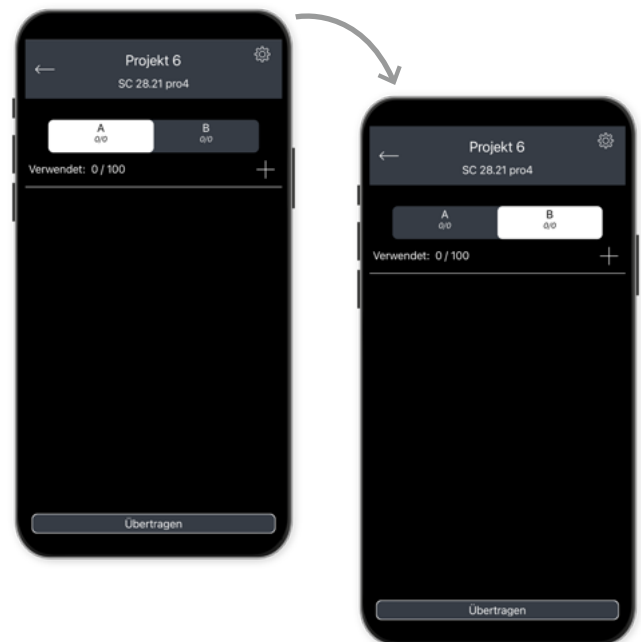 Projekt 6
SC 28.21 pro4
A B
0/0 0/0
Verwendet: 0 / 100
Übertragen
Projekt 6
SC 28.21 pro4
A B
0/0 0/0
Verwendet: 0 / 100
Übertragen